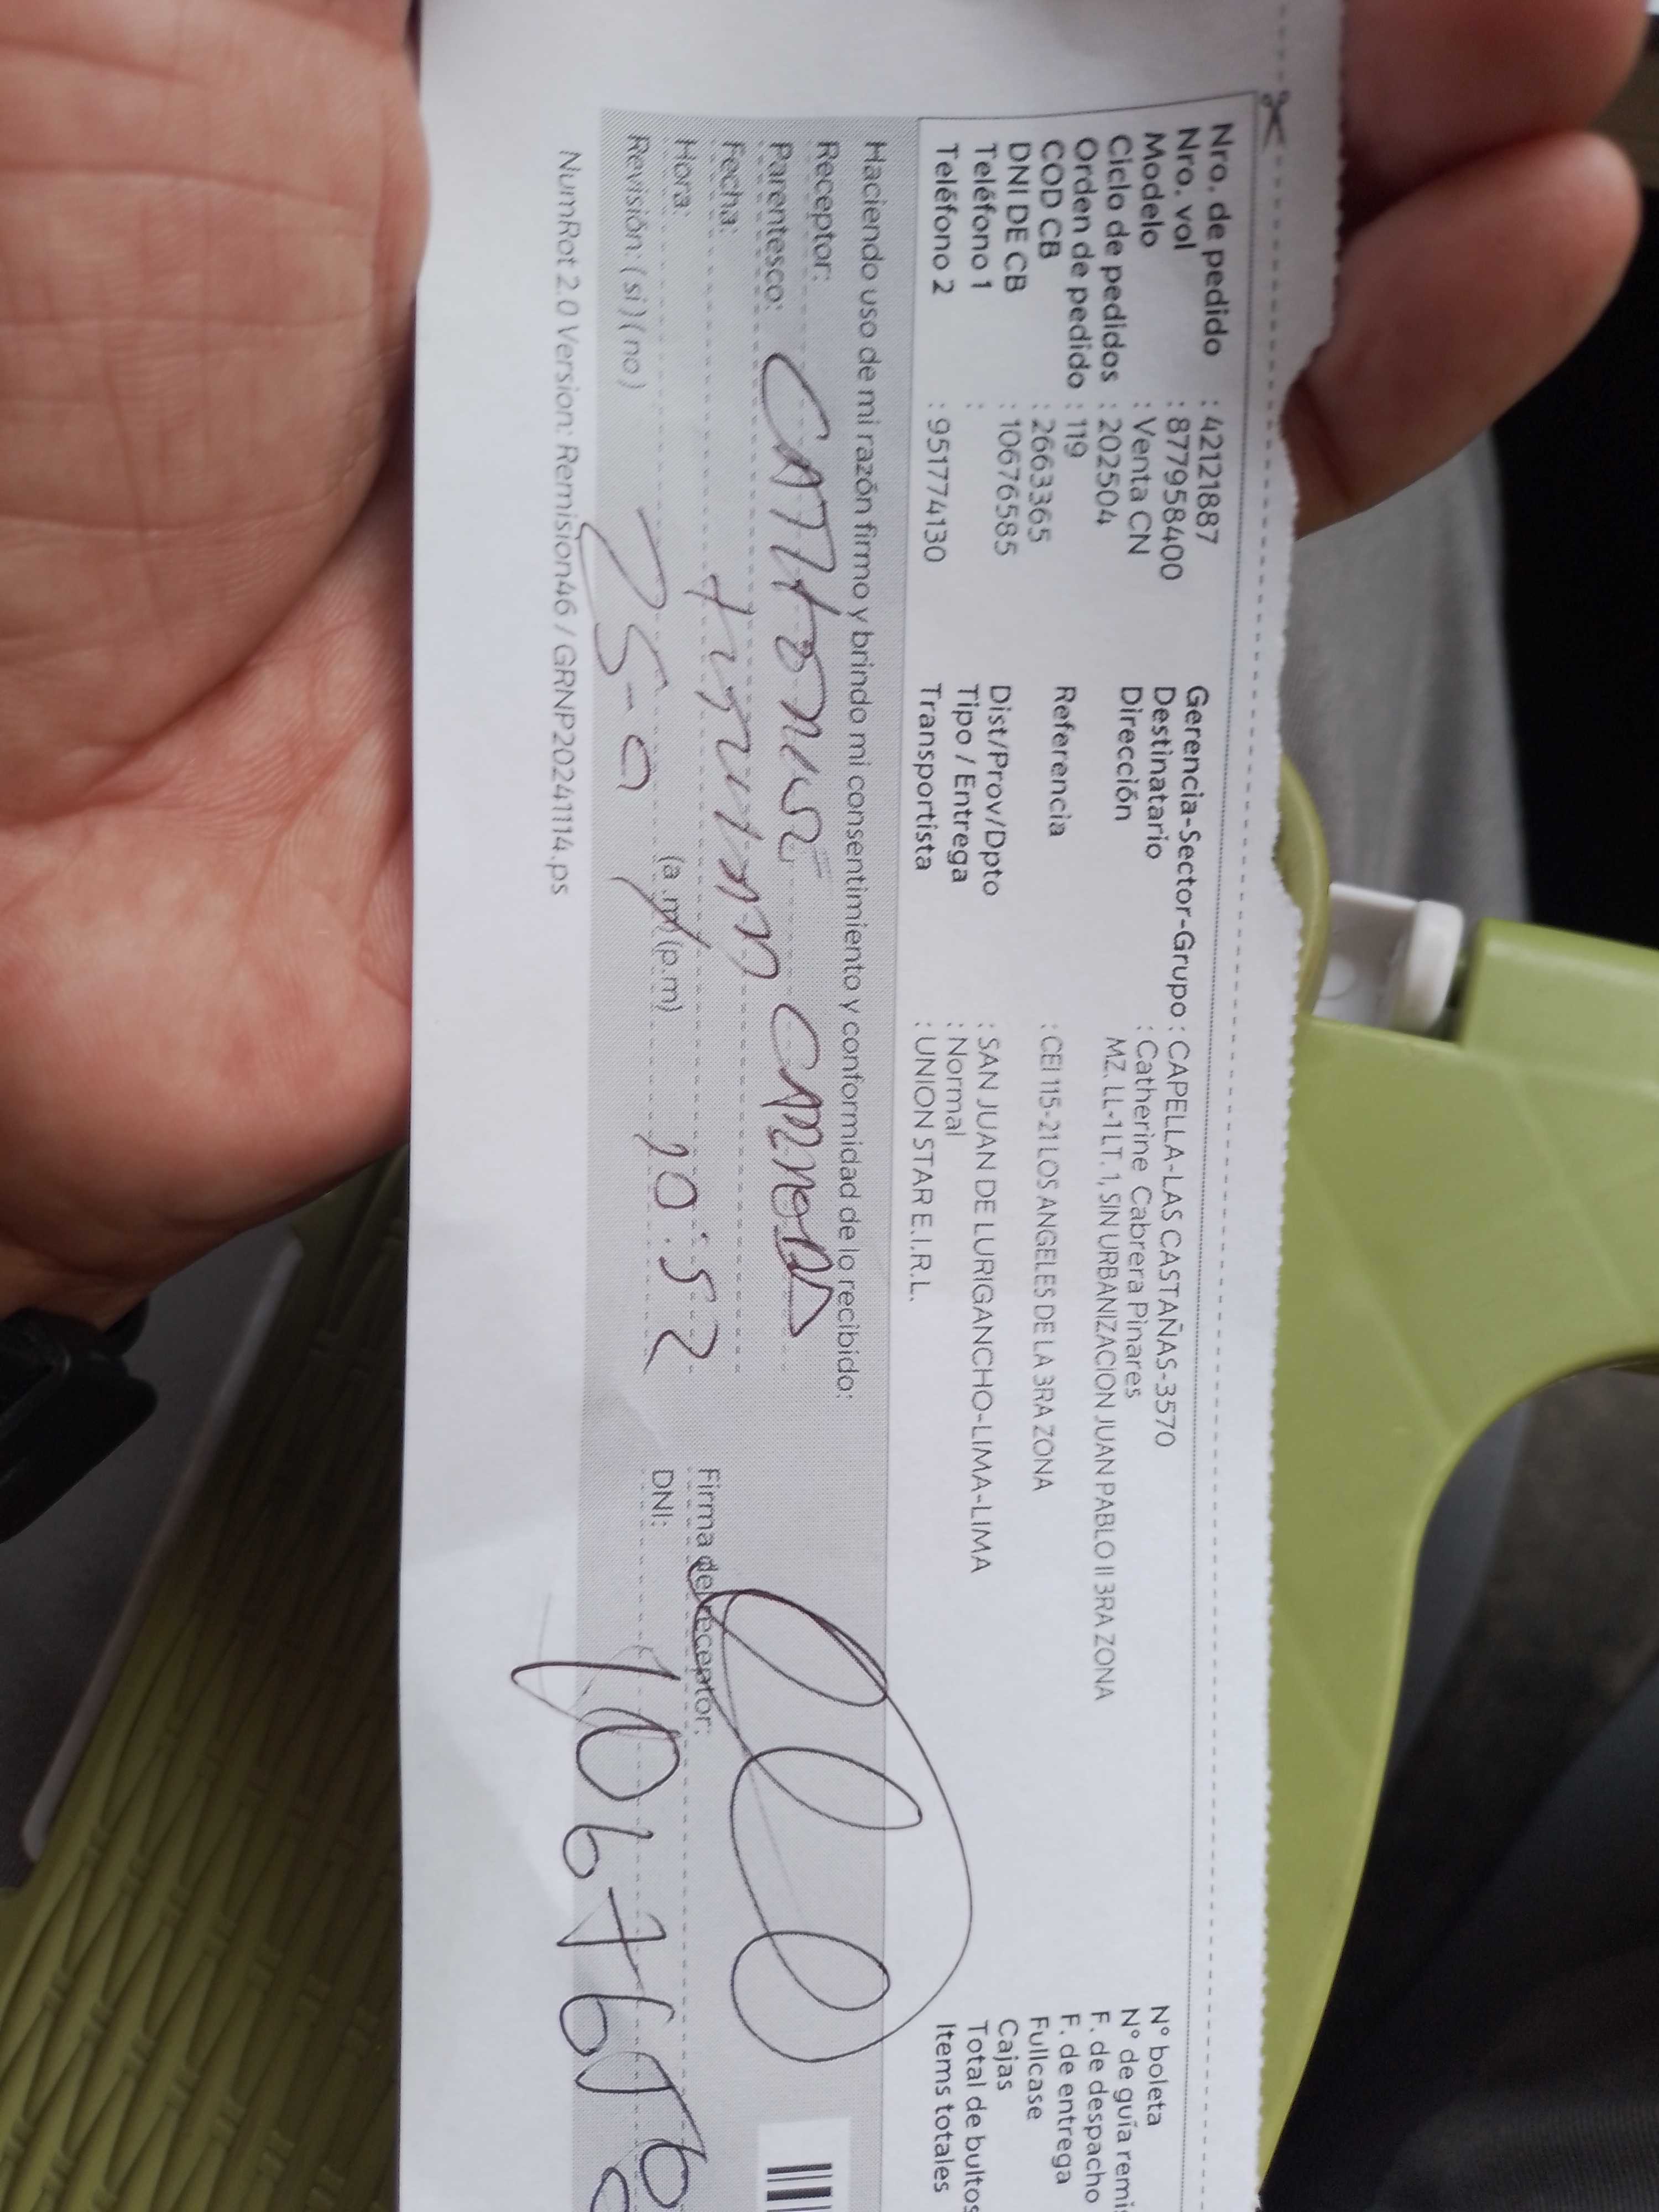 Nro. de pedido : 42121887
Nro. vol : 877958400
Modelo : Venta CN
Ciclo de pedidos : 202504
Orden de pedido : 119
COD CB : 2663365
DNI DE CB : 10676585
Teléfono 1 :
Teléfono 2 : 951774130
Gerencia-Sector-Grupo : CAPELLA-LAS CASTAÑAS-3570
Destinatario : Catherine Cabrera Pinares
Dirección MZ. LL-1 LT. 1, SIN URBANIZACION JUAN PABLO II 3RA ZONA
Referencia : CEI 115-21 LOS ANGELES DE LA 3RA ZONA
Dist/Prov/Dpto : SAN JUAN DE LURIGANCHO-LIMA-LIMA
Tipo / Entrega : Normal
Transportista : UNION STAR E.I.R.L.
N° boleta
N° de guía remi
F. de despacho
F. de entrega
Fullcase
Cajas
Total de bultos
Items totales
Haciendo uso de mi razón firmo y brindo mi consentimiento y conformidad de lo recibido:
Receptor:
Parentesco:
Fecha:
Hora: (a.m) (p.m) 10:52
Revisión: ( si ) ( no )
Firma del receptor:
DNI: 1067658
NumRot 2.0 Version: Remision46 / GRNP20241114.ps